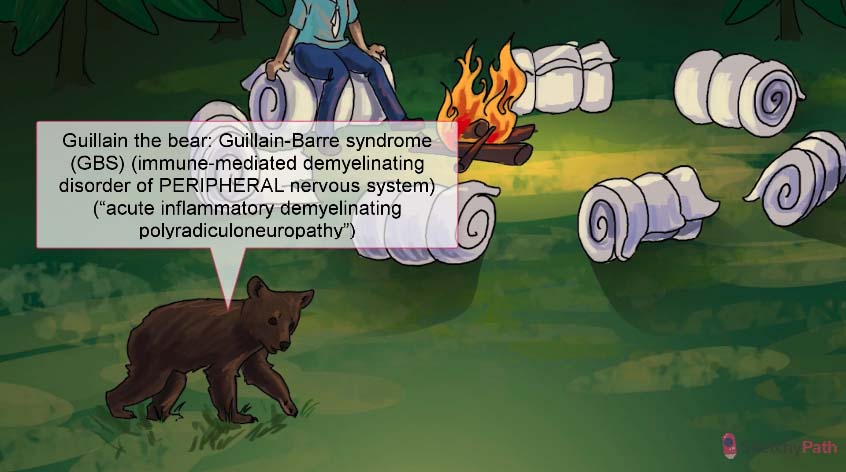 Guillain the bear: Guillain-Barre syndrome
(GBS) (immune-mediated demyelinating
disorder of PERIPHERAL nervous system)
(“acute inflammatory demyelinating
polyradiculoneuropathy”)
SketchyPath